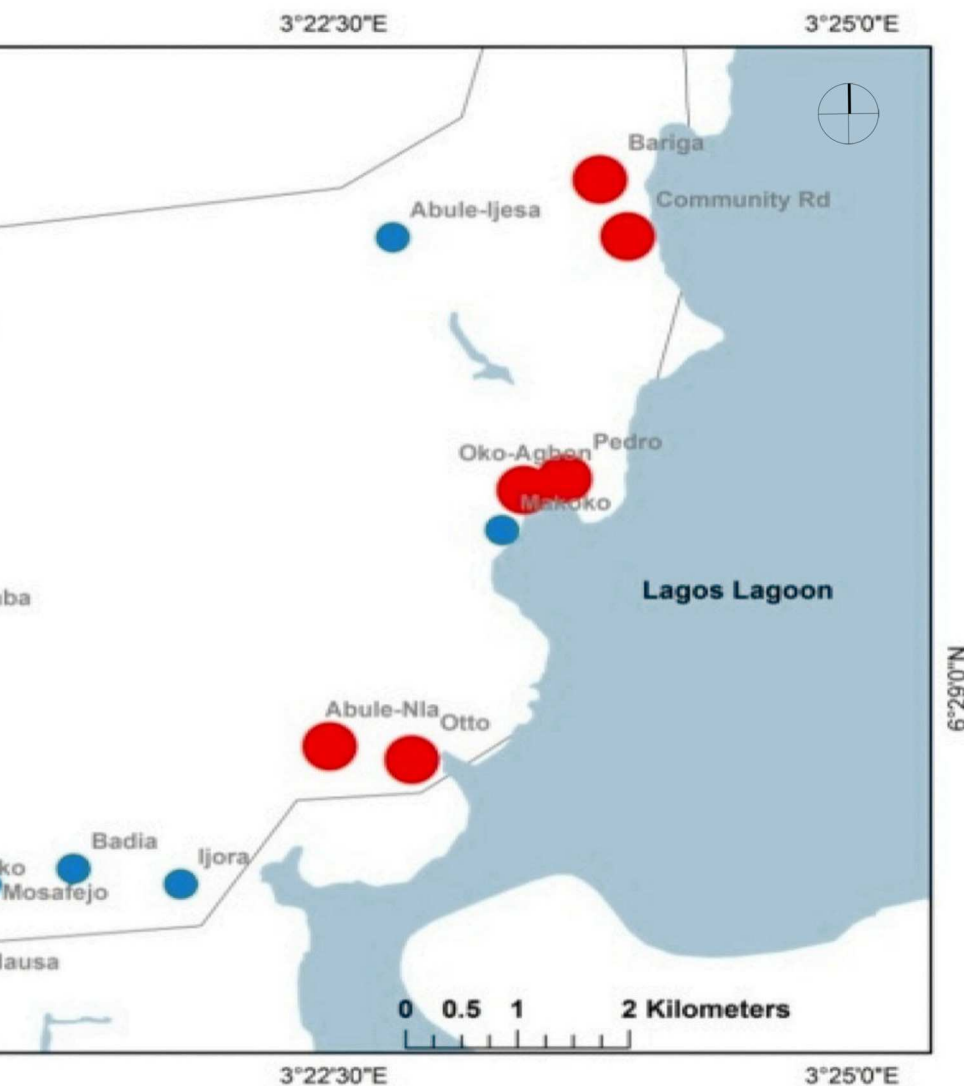 3°22'30"E
3°25'0"E
Bariga
Community Rd
Abule-Ijesa
Pedro
Oko-Agbon
Makoko
Lagos Lagoon
6°29'0"N
Abule-Nla
Otto
Badia
Ijora
Mosafejo
0 0.5 1 2 Kilometers
3°22'30"E
3°25'0"E